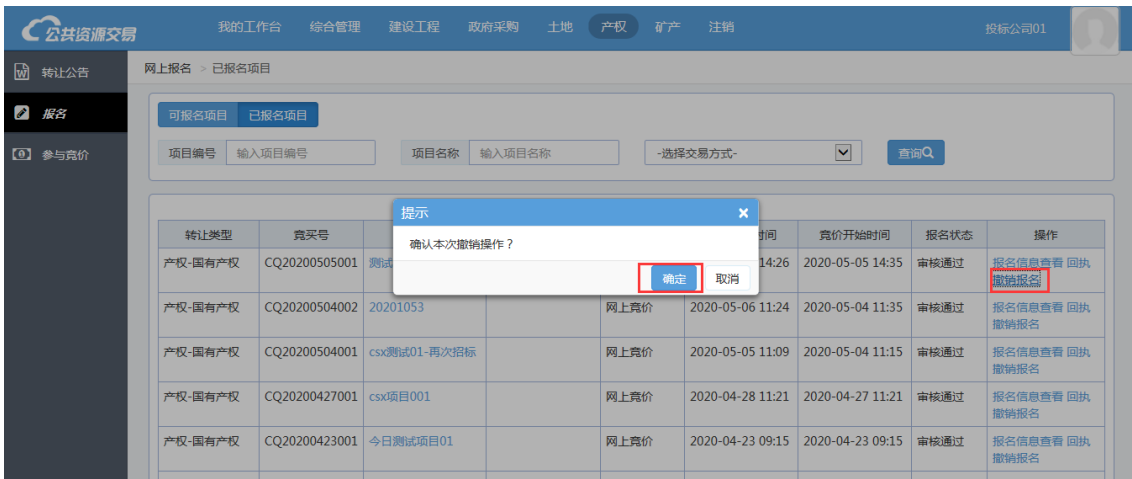 公共资源交易
我的工作台 综合管理 建设工程 政府采购 土地 产权 矿产 注销
投标公司01
转让公告
报名
参与竞价
网上报名 > 已报名项目
可报名项目 已报名项目
项目编号 输入项目编号 项目名称 输入项目名称 -选择交易方式- 查询
提示 ×
确认本次撤销操作？
确定 取消
转让类型 竞买号 时间 竞价开始时间 报名状态 操作
产权-国有产权 CQ20200505001 测试 14:26 2020-05-05 14:35 审核通过 报名信息查看 回执
撤销报名
产权-国有产权 CQ20200504002 20201053 网上竞价 2020-05-06 11:24 2020-05-04 11:35 审核通过 报名信息查看 回执
撤销报名
产权-国有产权 CQ20200504001 csx测试01-再次招标 网上竞价 2020-05-05 11:09 2020-05-04 11:15 审核通过 报名信息查看 回执
撤销报名
产权-国有产权 CQ20200427001 csx项目001 网上竞价 2020-04-28 11:21 2020-04-27 11:21 审核通过 报名信息查看 回执
撤销报名
产权-国有产权 CQ20200423001 今日测试项目01 网上竞价 2020-04-23 09:15 2020-04-23 09:15 审核通过 报名信息查看 回执
撤销报名